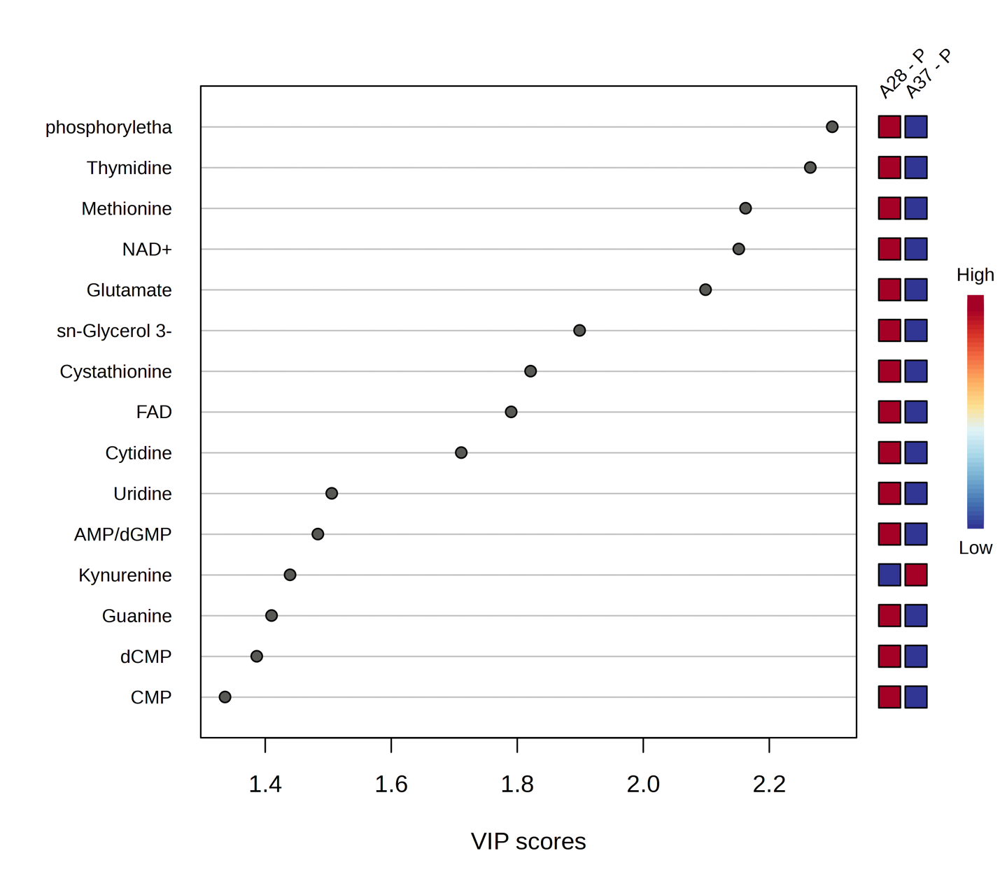 A28 - P
A37 - P
phosphoryletha
Thymidine
Methionine
NAD+
Glutamate
sn-Glycerol 3-
Cystathionine
FAD
Cytidine
Uridine
AMP/dGMP
Kynurenine
Guanine
dCMP
CMP
High
Low
1.4 1.6 1.8 2.0 2.2
VIP scores